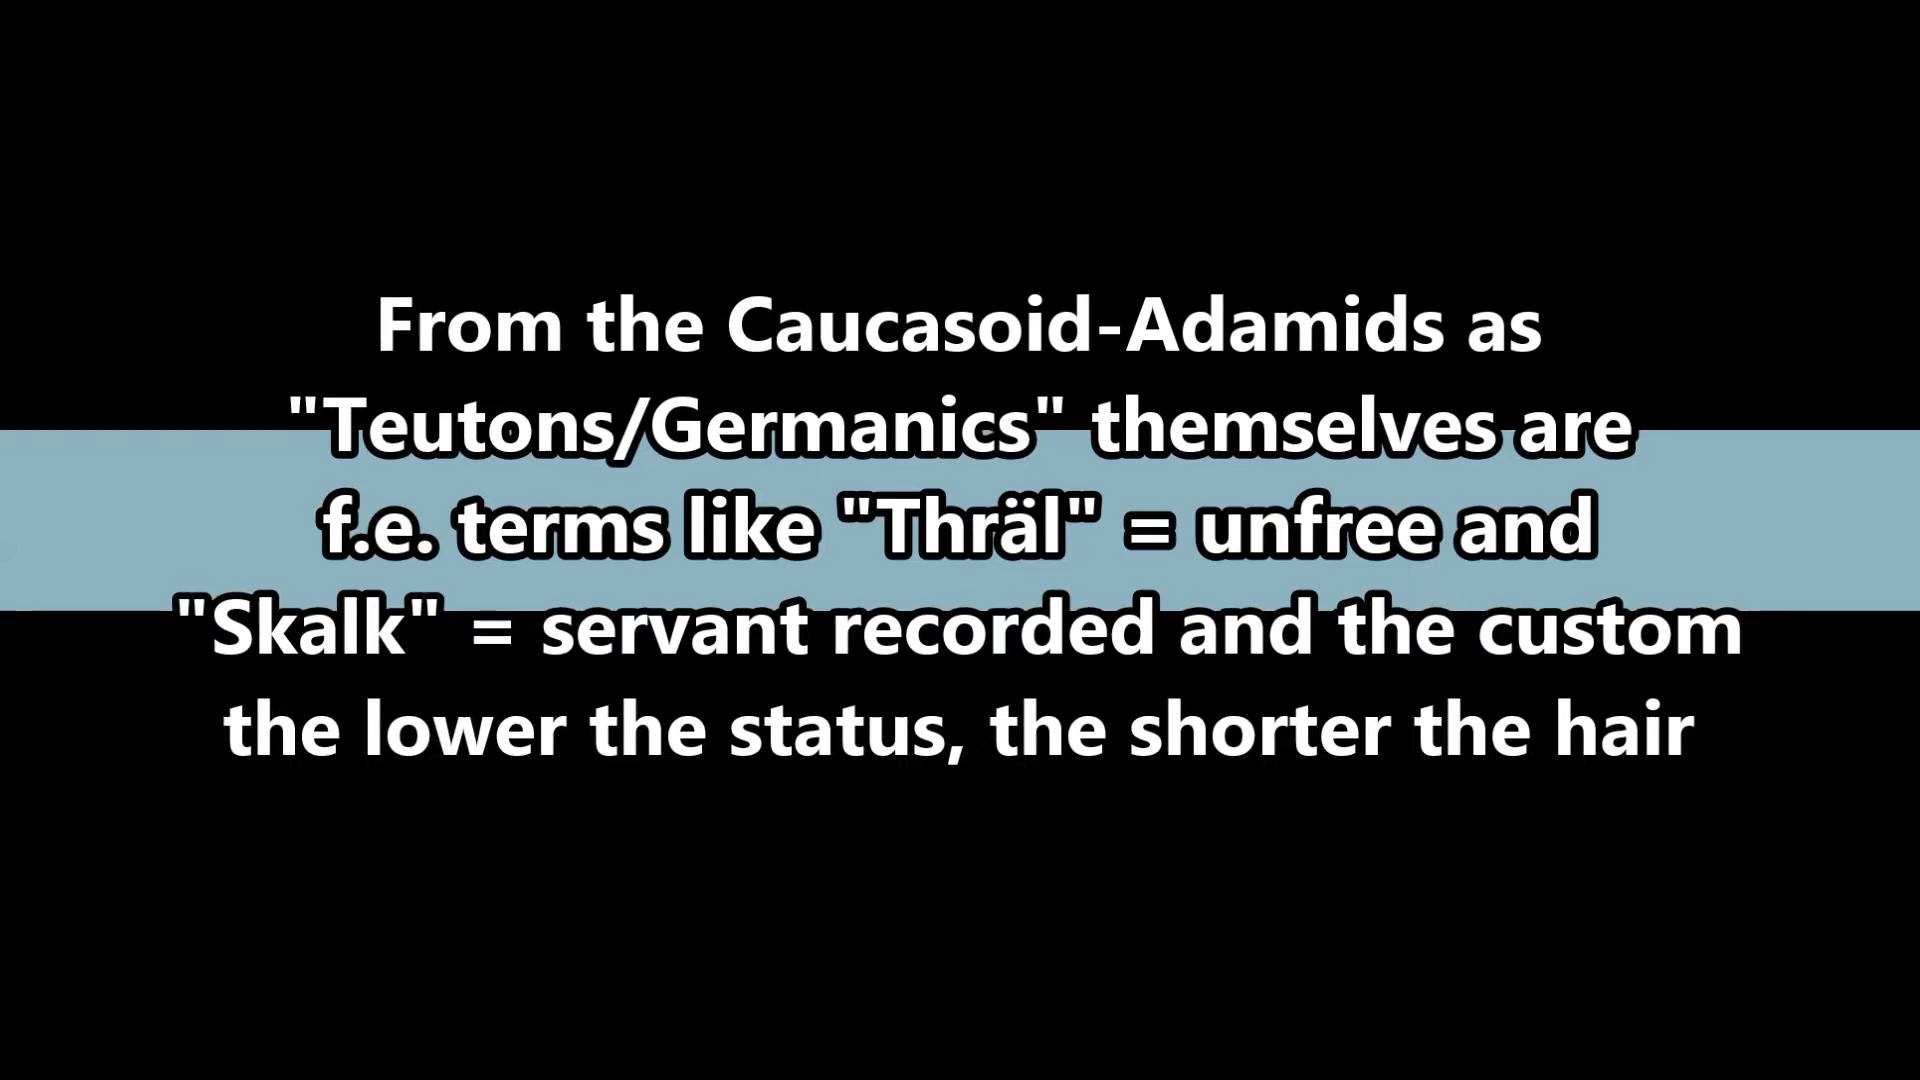 From the Caucasoid-Adamids as
"Teutons/Germanics" themselves are
f.e. terms like "Thräl" = unfree and
"Skalk" = servant recorded and the custom
the lower the status, the shorter the hair